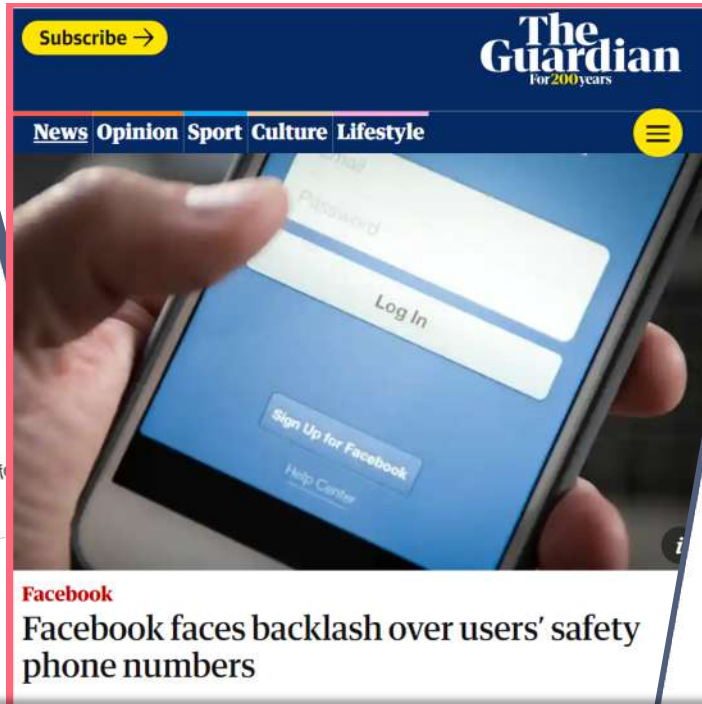 Subscribe →
The
Guardian
For 200 years
News Opinion Sport Culture Lifestyle
Email
Password
Log In
Sign Up for Facebook
Help Center
i
Facebook
Facebook faces backlash over users' safety
phone numbers